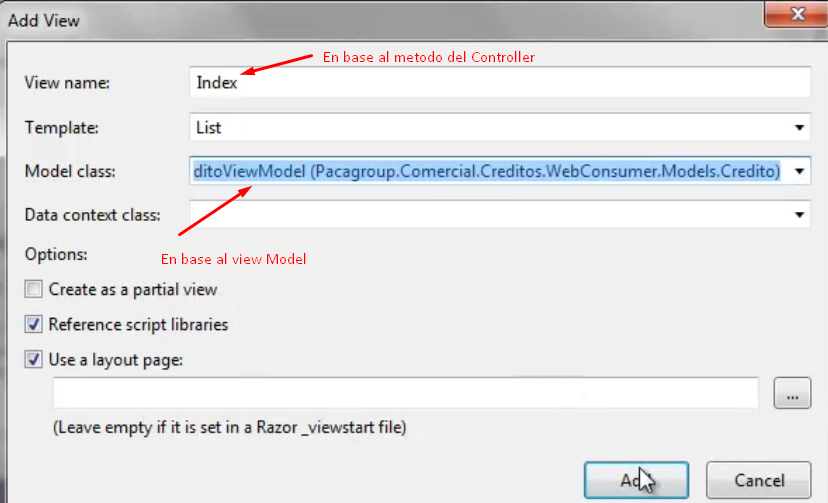 Add View
En base al metodo del Controller
View name:
Index
Template:
List
Model class:
ditoViewModel (Pacagroup.Comercial.Creditos.WebConsumer.Models.Credito)
Data context class:
En base al view Model
Options:
Create as a partial view
Reference script libraries
Use a layout page:
...
(Leave empty if it is set in a Razor _viewstart file)
Add
Cancel